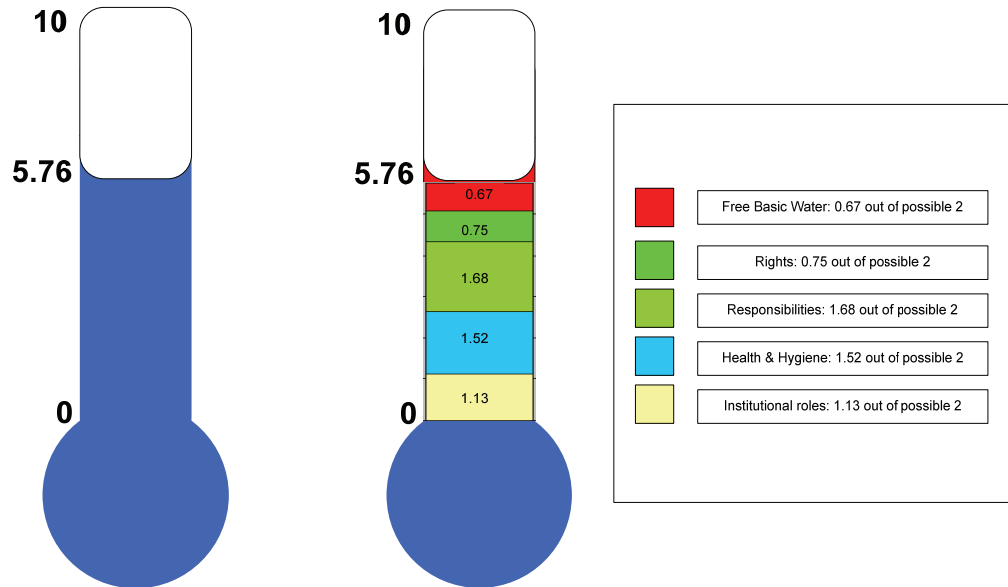 10
5.76
0
10
5.76
0.67
0.75
1.68
1.52
1.13
0
Free Basic Water: 0.67 out of possible 2
Rights: 0.75 out of possible 2
Responsibilities: 1.68 out of possible 2
Health & Hygiene: 1.52 out of possible 2
Institutional roles: 1.13 out of possible 2